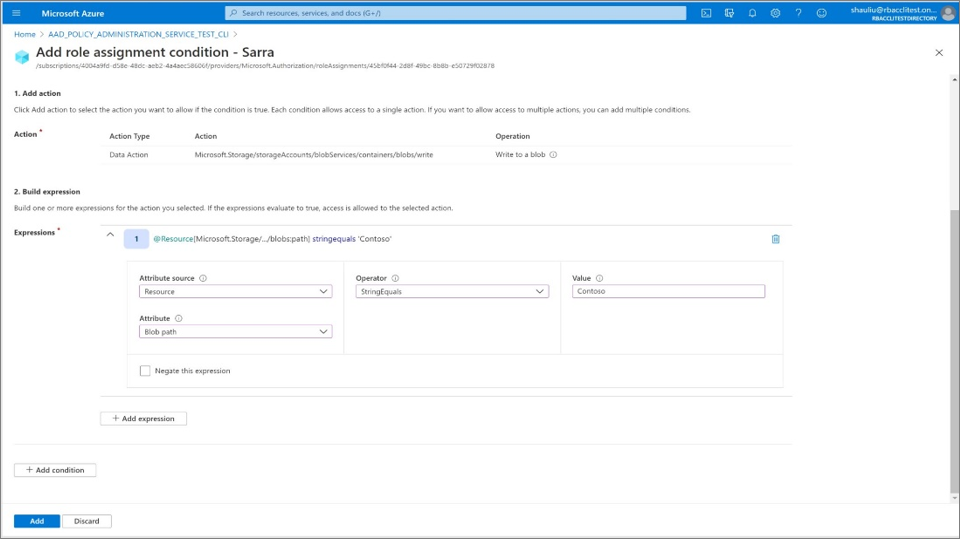 Microsoft Azure
Search resources, services, and docs (G+/)
shauliu@rbacclitest.on...
RBACCLITESTDIRECTORY
Home > AAD_POLICY_ADMINISTRATION_SERVICE_TEST_CLI >
Add role assignment condition - Sarra
/subscriptions/4004a9fd-d58e-48dc-aeb2-4a4aec58606f/providers/Microsoft.Authorization/roleAssignments/45bf0f44-2d8f-49bc-8b8b-e50729f02878
1. Add action
Click Add action to select the action you want to allow if the condition is true. Each condition allows access to a single action. If you want to allow access to multiple actions, you can add multiple conditions.
Action *
Action Type Action Operation
Data Action Microsoft.Storage/storageAccounts/blobServices/containers/blobs/write Write to a blob
2. Build expression
Build one or more expressions for the action you selected. If the expressions evaluate to true, access is allowed to the selected action.
Expressions *
1 @Resource[Microsoft.Storage/.../blobs:path] stringequals 'Contoso'
Attribute source Operator Value
Resource StringEquals Contoso
Attribute
Blob path
Negate this expression
+ Add expression
+ Add condition
Add Discard